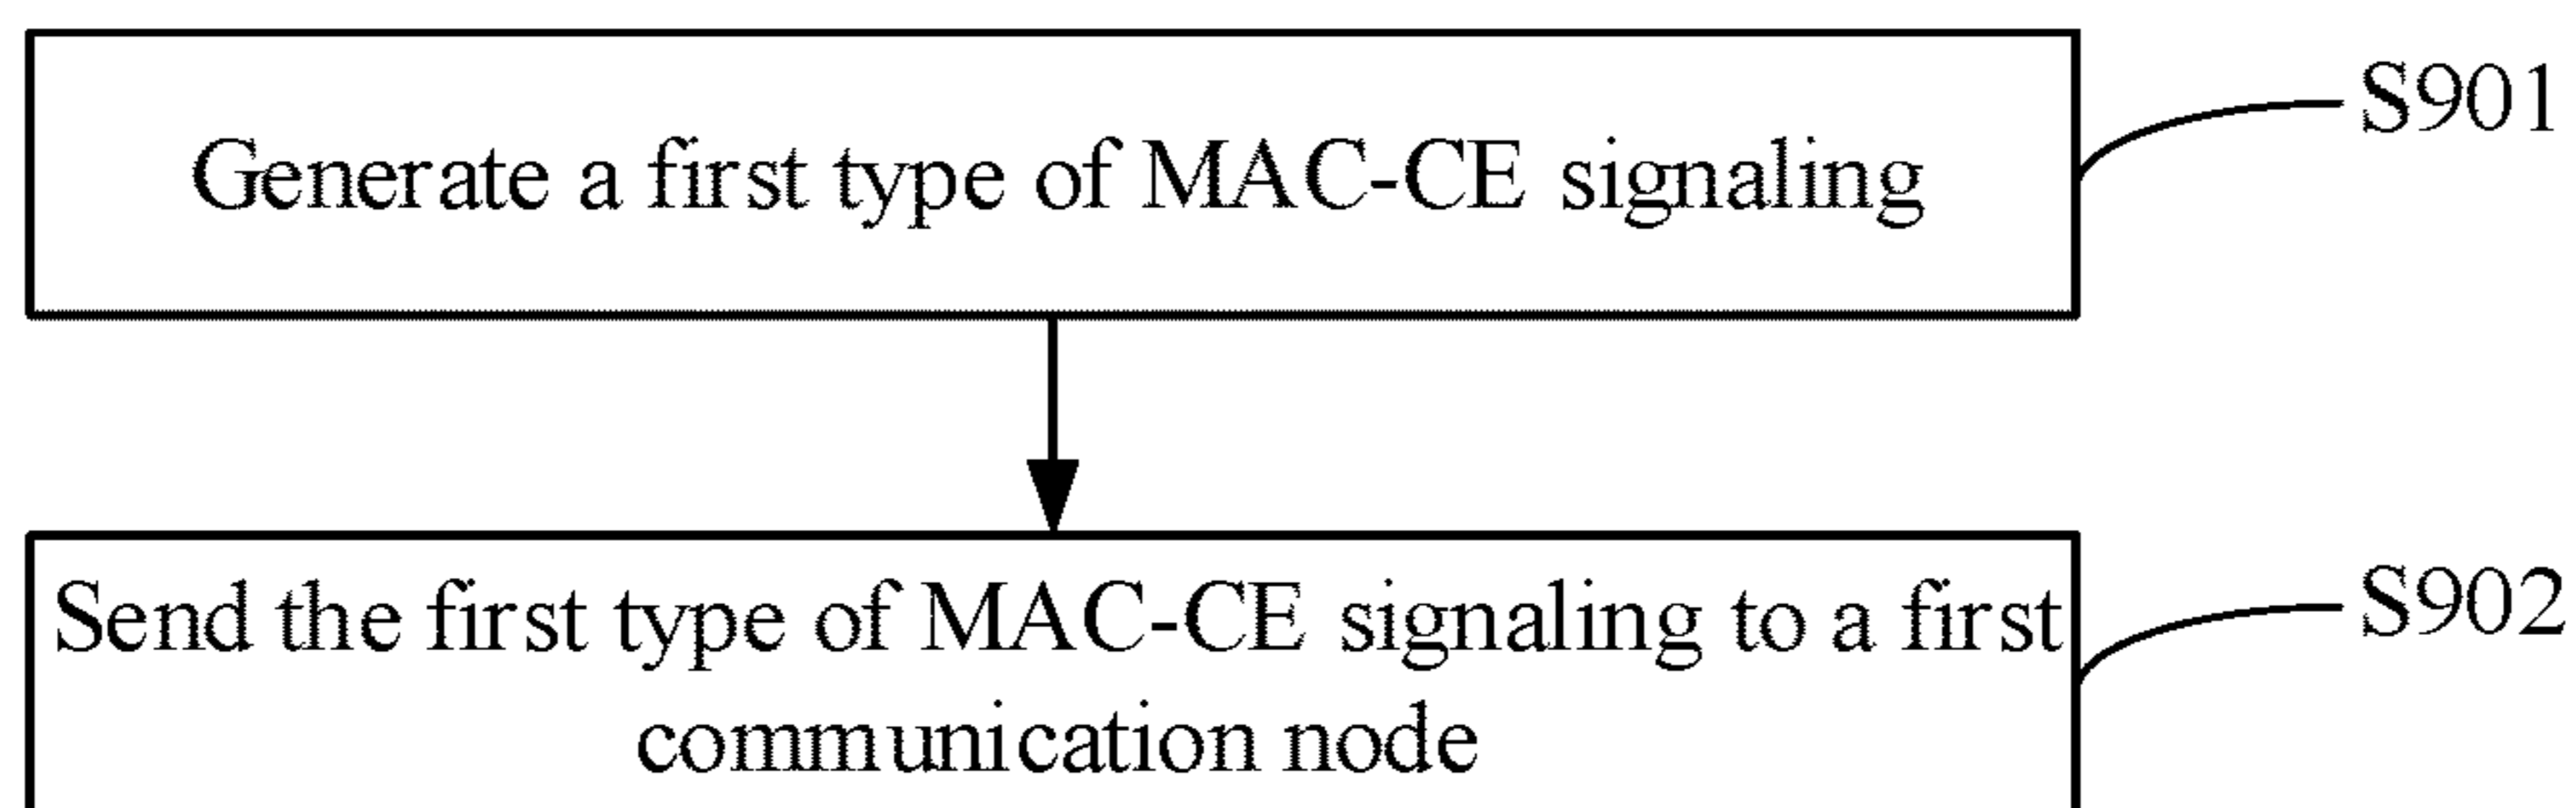 Generate a first type of MAC-CE signaling
S901
Send the first type of MAC-CE signaling to a first
communication node
S902